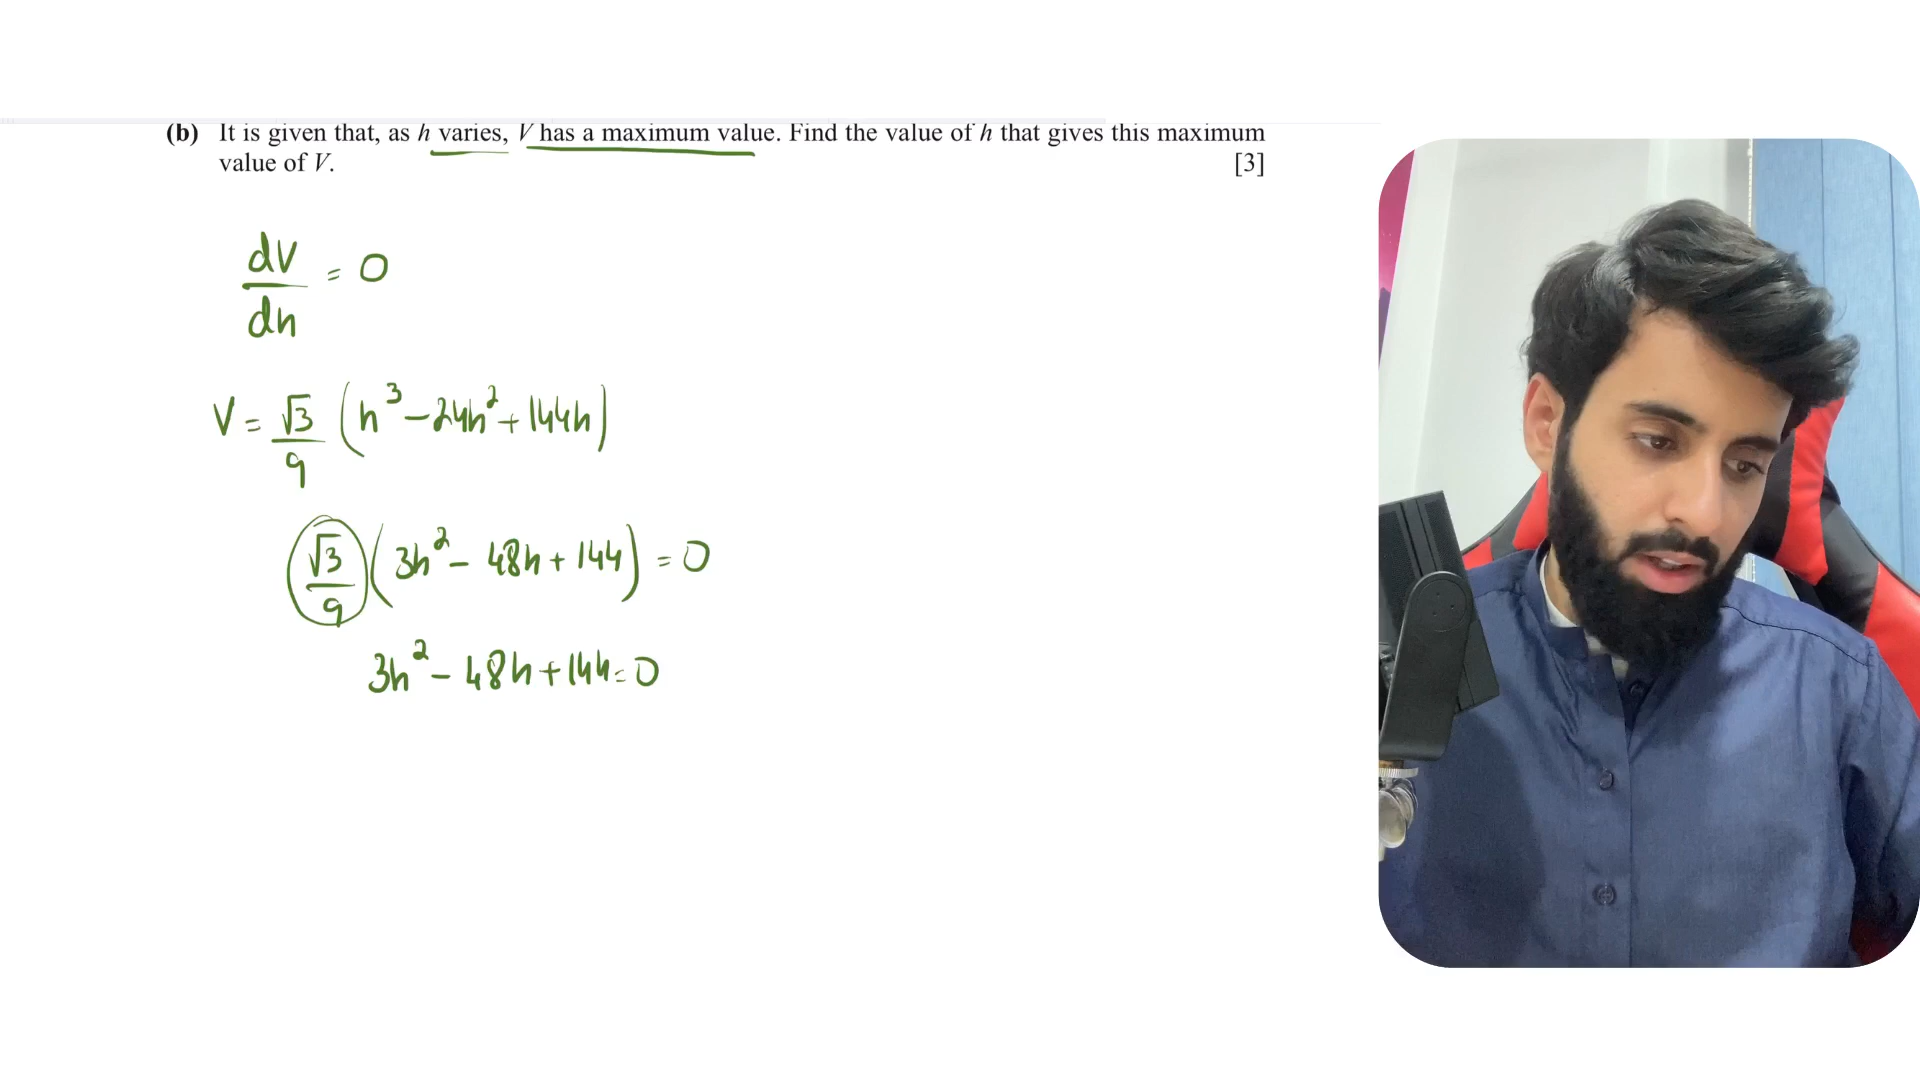 (b) It is given that, as h varies, V has a maximum value. Find the value of h that gives this maximum
value of V. [3]
dV/dh = 0
V = √3/9 (h³ − 24h² + 144h)
√3/9 (3h² − 48h + 144) = 0
3h² − 48h + 144 = 0